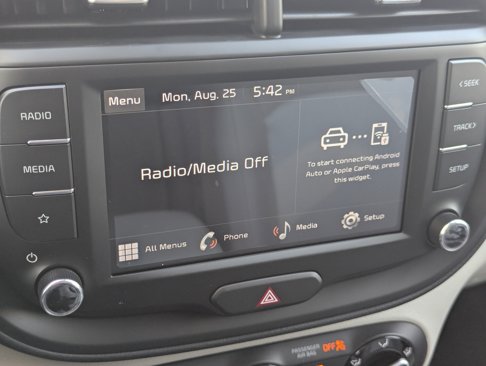 Menu
Mon, Aug. 25
5:42 PM
< SEEK
RADIO
TRACK >
MEDIA
SETUP
Radio/Media Off
To start connecting Android
Auto or Apple CarPlay, press
this widget.
All Menus
Phone
Media
Setup
PASSENGER
AIR BAG
OFF